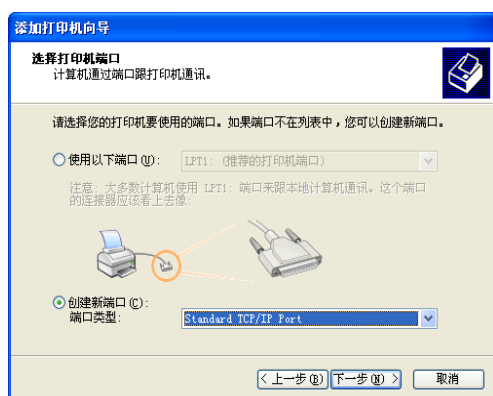 添加打印机向导
选择打印机端口
计算机通过端口跟打印机通讯。
请选择您的打印机要使用的端口。如果端口不在列表中，您可以创建新端口。
使用以下端口(U): LPT1: (推荐的打印机端口)
注意: 大多数计算机使用 LPT1: 端口来跟本地计算机通讯。这个端口
的连接器应该看上去像:
创建新端口(C):
端口类型: Standard TCP/IP Port
< 上一步(B) 下一步(N) > 取消